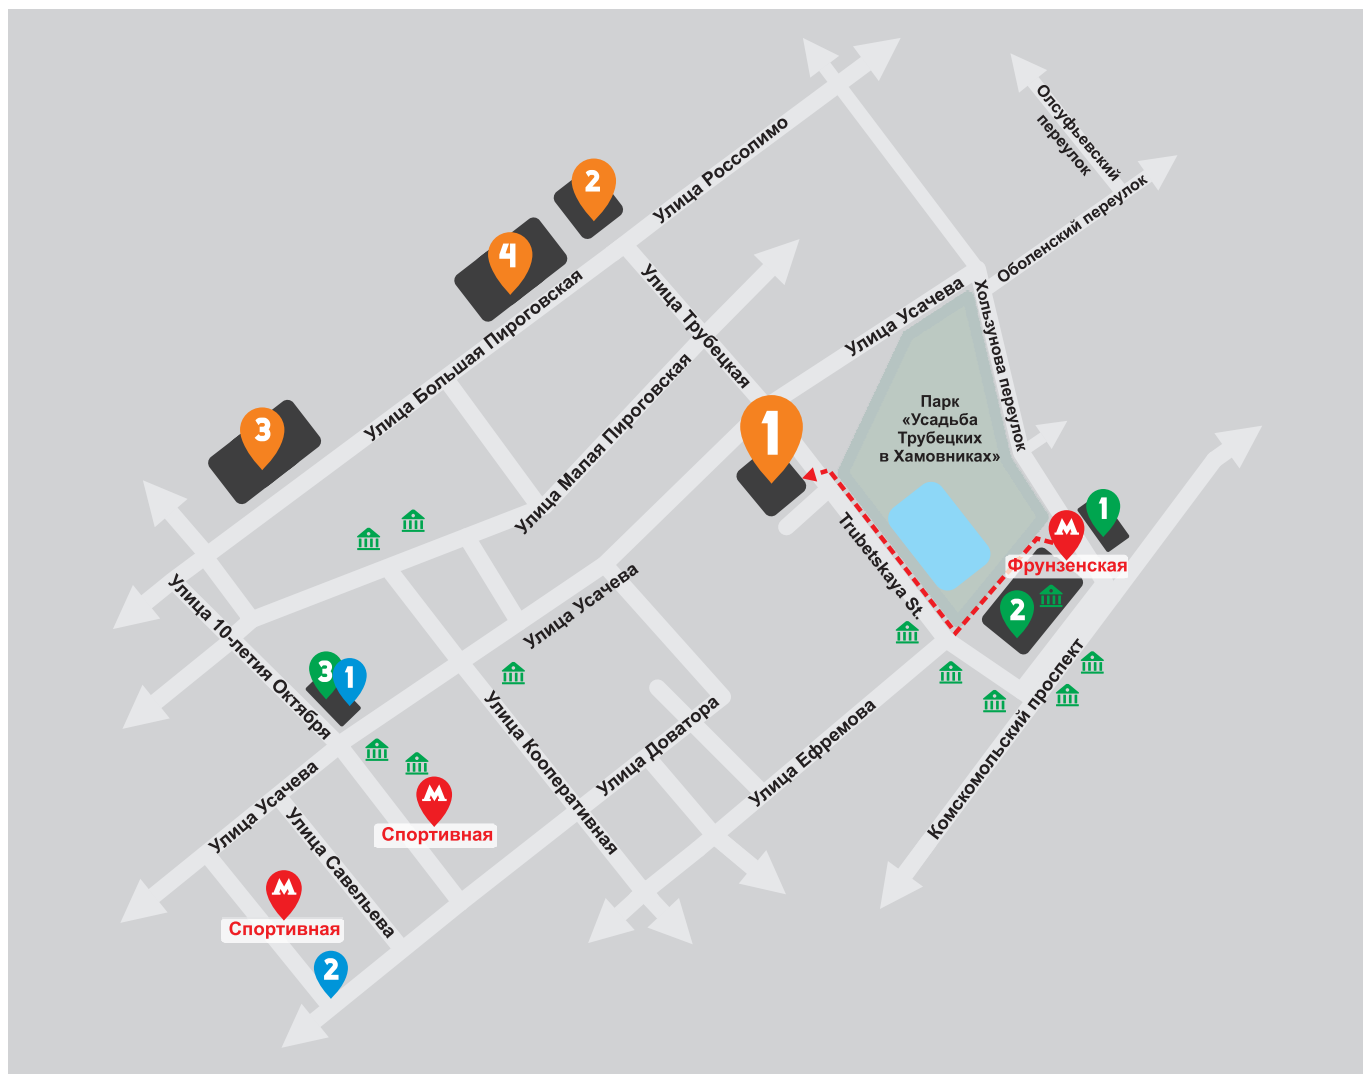 Олсуфьевский
переулок
Улица Россолимо
2
Оболенский переулок
4
Улица Трубецкая
Улица Большая Пироговская
Улица Усачева
Хользунова переулок
Улица Малая Пироговская
Парк
«Усадьба
Трубецких
в Хамовниках»
1
3
1
Фрунзенская
2
Trubetskaya St.
Улица 10-летия Октября
Улица Усачева
3
1
Улица Кооперативная
Улица Доватора
Улица Ефремова
Комскомольский проспект
Улица Усачева
Спортивная
Улица Савельева
Спортивная
2